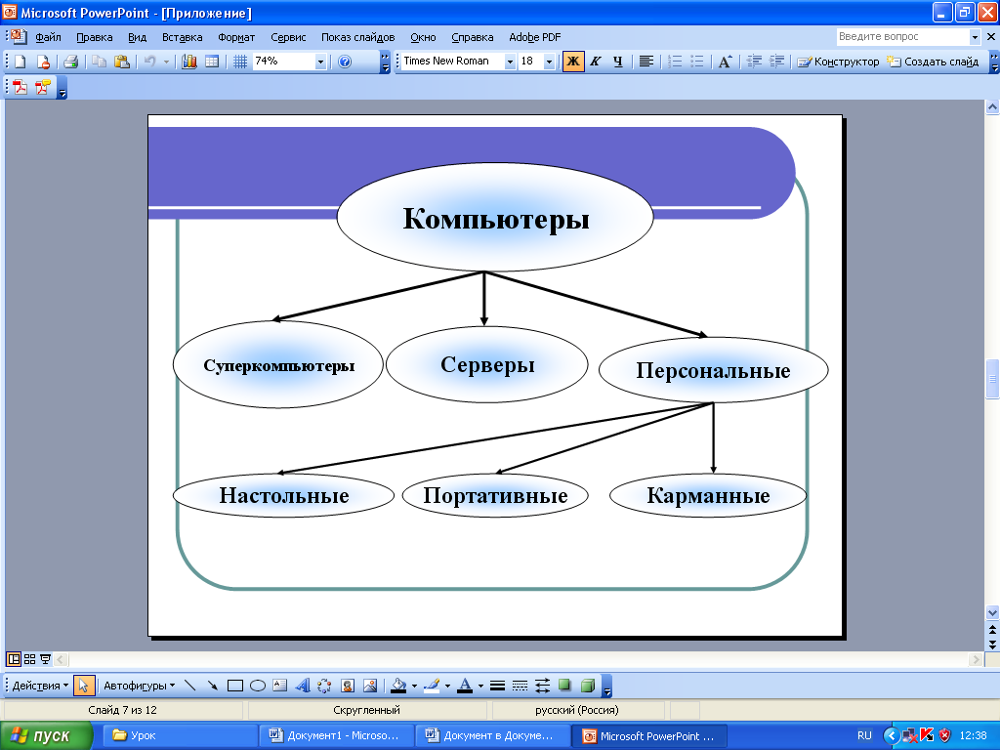 Microsoft PowerPoint - [Приложение]
Файл Правка Вид Вставка Формат Сервис Показ слайдов Окно Справка Adobe PDF Введите вопрос
74% Times New Roman 18 Ж К Ч Конструктор Создать слайд
Компьютеры
Суперкомпьютеры Серверы Персональные
Настольные Портативные Карманные
Действия Автофигуры
Слайд 7 из 12 Скругленный русский (Россия)
пуск Урок Документ1 - Microso... Документ в Докуме... Microsoft PowerPoint ... RU 12:38